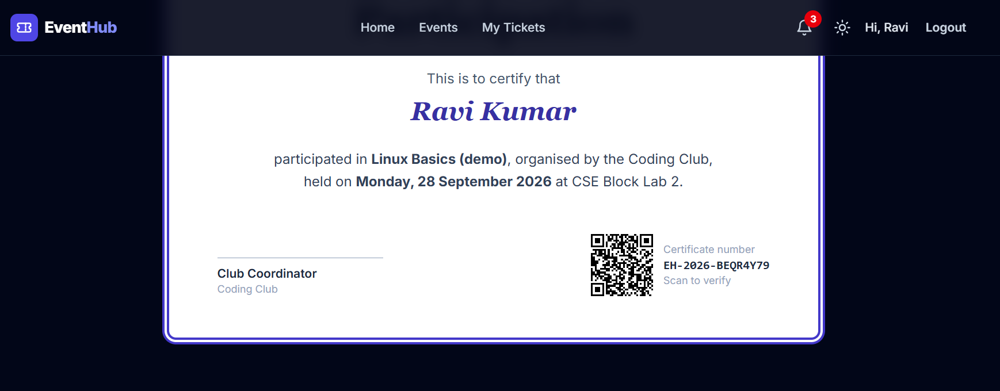 EventHub
Home
Events
My Tickets
3
Hi, Ravi
Logout
This is to certify that
Ravi Kumar
participated in Linux Basics (demo), organised by the Coding Club,
held on Monday, 28 September 2026 at CSE Block Lab 2.
Club Coordinator
Coding Club
Certificate number
EH-2026-BEQR4Y79
Scan to verify